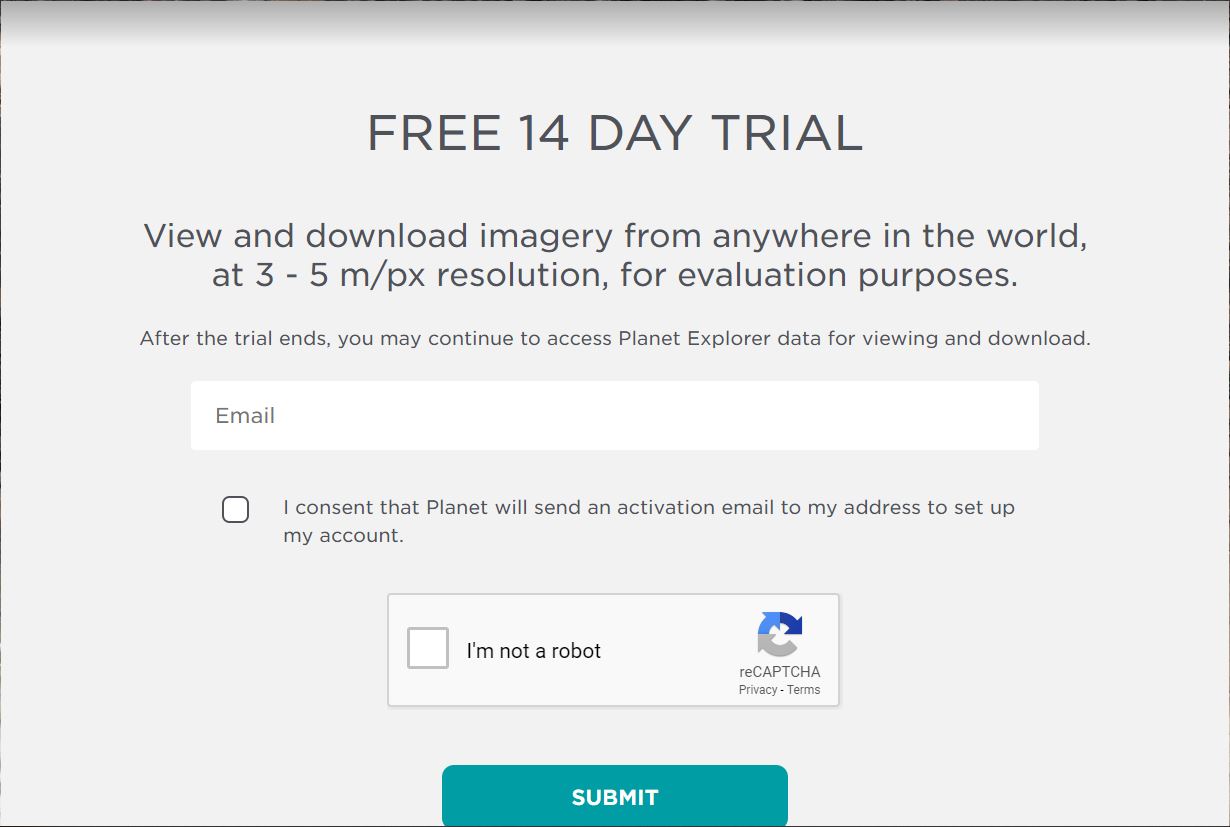 FREE 14 DAY TRIAL
View and download imagery from anywhere in the world,
at 3 - 5 m/px resolution, for evaluation purposes.
After the trial ends, you may continue to access Planet Explorer data for viewing and download.
Email
I consent that Planet will send an activation email to my address to set up
my account.
I'm not a robot
reCAPTCHA
Privacy - Terms
SUBMIT